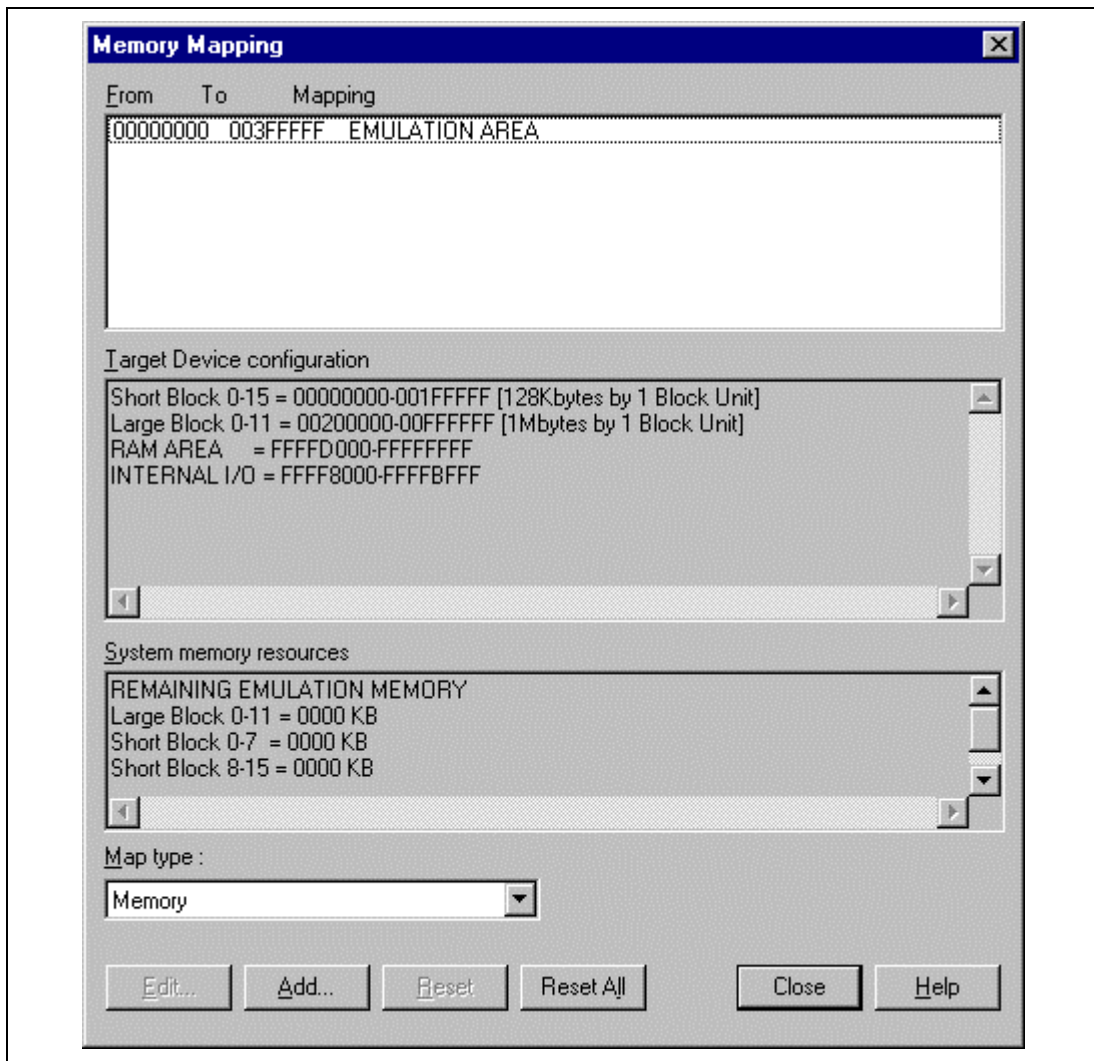 Memory Mapping
From To Mapping
00000000 003FFFFF EMULATION AREA
Target Device configuration
Short Block 0-15 = 00000000-001FFFFF [128Kbytes by 1 Block Unit]
Large Block 0-11 = 00200000-00FFFFFF [1Mbytes by 1 Block Unit]
RAM AREA = FFFFD000-FFFFFFFF
INTERNAL I/O = FFFF8000-FFFFBFFF
System memory resources
REMAINING EMULATION MEMORY
Large Block 0-11 = 0000 KB
Short Block 0-7 = 0000 KB
Short Block 8-15 = 0000 KB
Map type :
Memory
Edit... Add... Reset Reset All Close Help